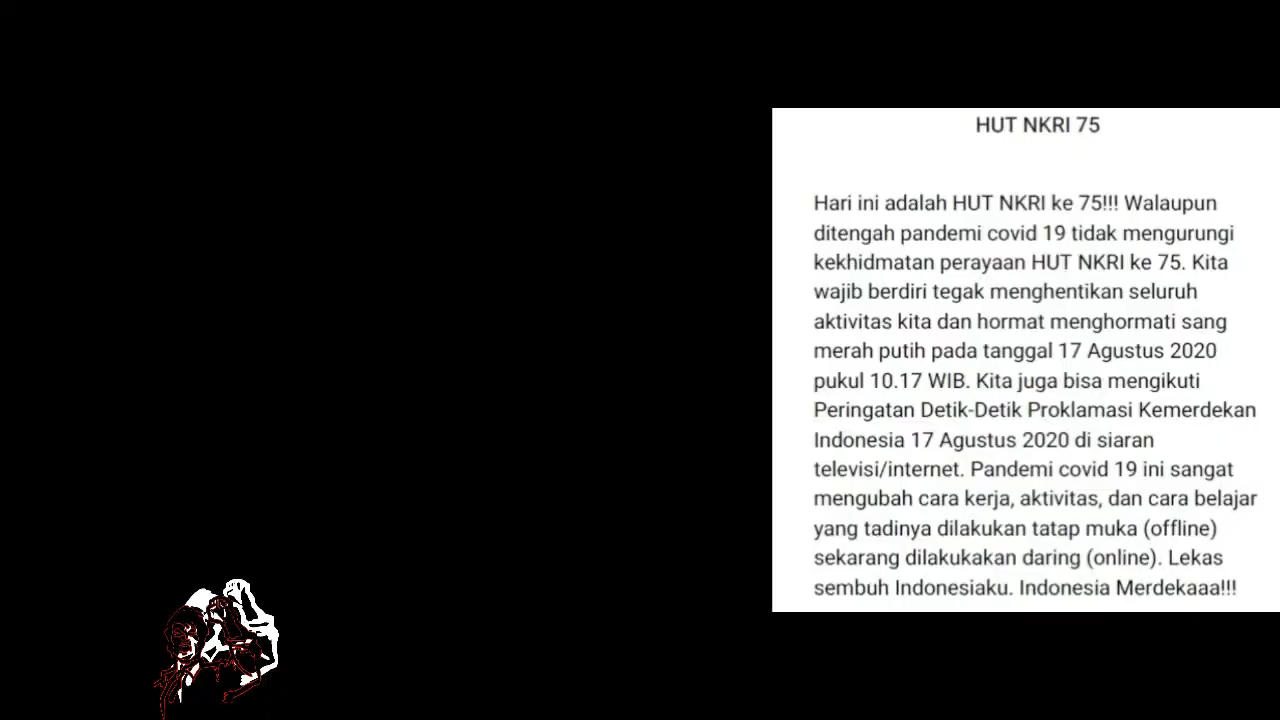 HUT NKRI 75
Hari ini adalah HUT NKRI ke 75!!! Walaupun
ditengah pandemi covid 19 tidak mengurungi
kekhidmatan perayaan HUT NKRI ke 75. Kita
wajib berdiri tegak menghentikan seluruh
aktivitas kita dan hormat menghormati sang
merah putih pada tanggal 17 Agustus 2020
pukul 10.17 WIB. Kita juga bisa mengikuti
Peringatan Detik-Detik Proklamasi Kemerdekan
Indonesia 17 Agustus 2020 di siaran
televisi/internet. Pandemi covid 19 ini sangat
mengubah cara kerja, aktivitas, dan cara belajar
yang tadinya dilakukan tatap muka (offline)
sekarang dilakukakan daring (online). Lekas
sembuh Indonesiaku. Indonesia Merdekaaa!!!